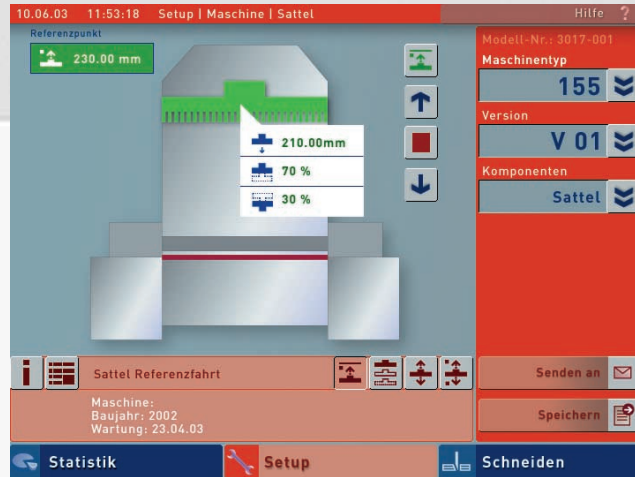 10.06.03 11:53:18 Setup | Maschine | Sattel
Hilfe ?
Referenzpunkt
230.00 mm
210.00mm
70 %
30 %
Modell-Nr.: 3017-001
Maschinentyp
155
Version
V 01
Komponenten
Sattel
Sattel Referenzfahrt
Maschine:
Baujahr: 2002
Wartung: 23.04.03
Senden an
Speichern
Statistik
Setup
Schneiden